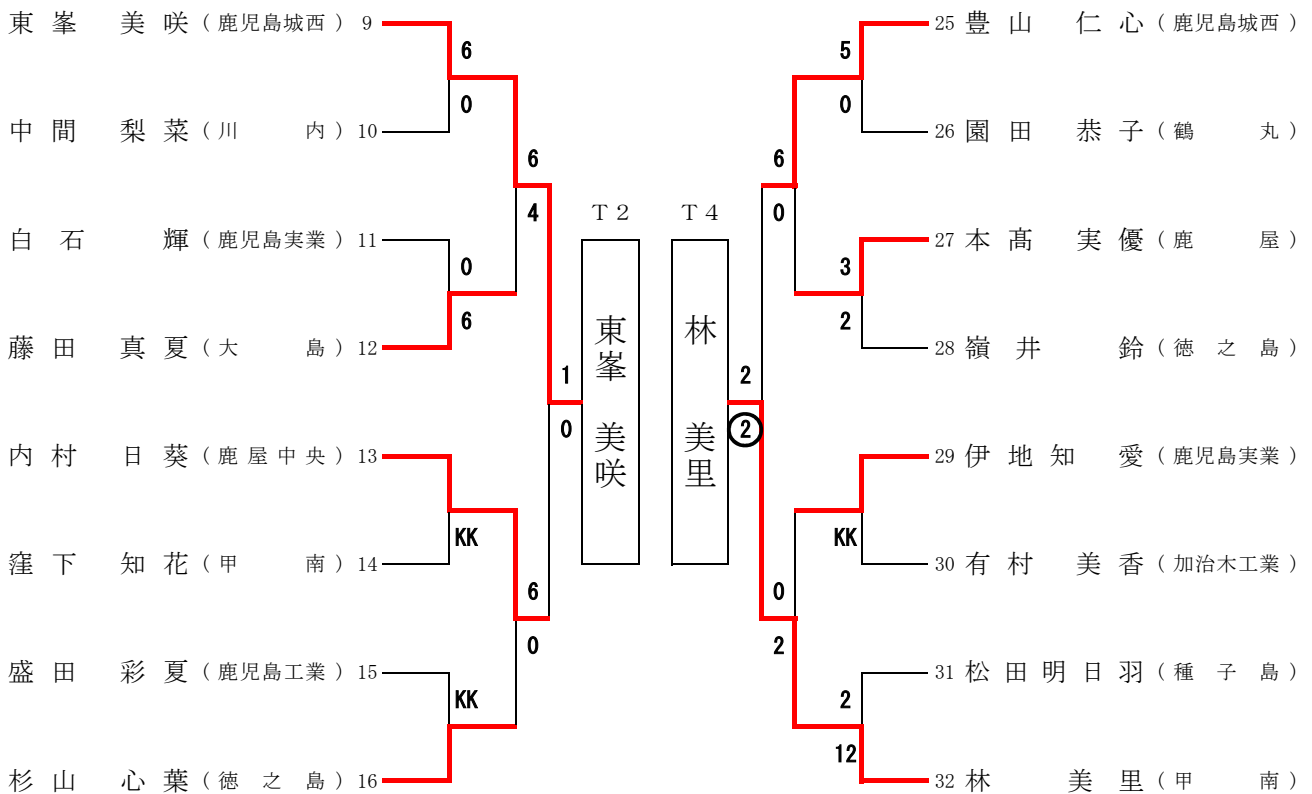 東峯 美咲（鹿児島城西）9
中間 梨菜（川内）10
白石 輝（鹿児島実業）11
藤田 真夏（大島）12
内村 日葵（鹿屋中央）13
窪下 知花（甲南）14
盛田 彩夏（鹿児島工業）15
杉山 心葉（徳之島）16
6
0
0
6
KK
KK
6
4
6
0
1
0
T2
東峯 美咲
T4
林 美里
2
②
6
0
0
2
5
0
3
2
KK
2
12
25 豊山 仁心（鹿児島城西）
26 園田 恭子（鶴丸）
27 本髙 実優（鹿屋）
28 嶺井 鈴（徳之島）
29 伊地知 愛（鹿児島実業）
30 有村 美香（加治木工業）
31 松田明日羽（種子島）
32 林 美里（甲南）